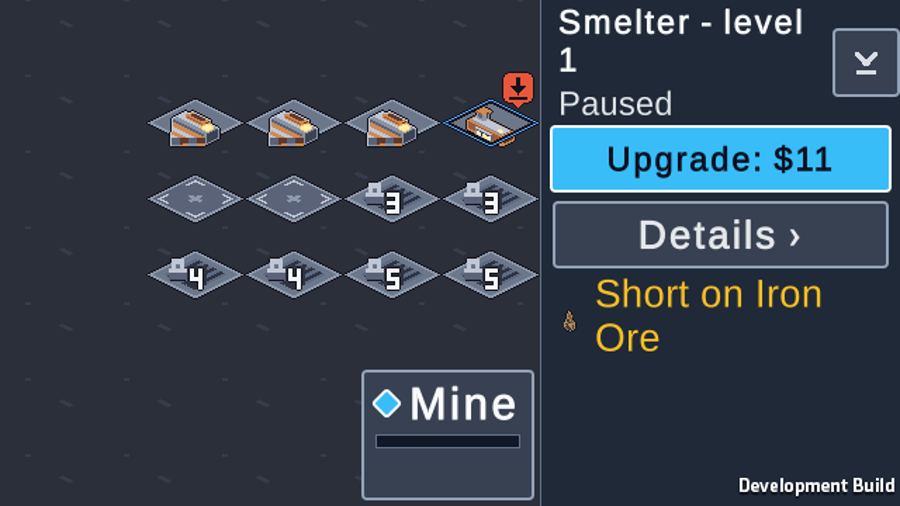 Smelter - level
1
Paused
Upgrade: $11
Details ›
Short on Iron
Ore
3
3
4
4
5
5
Mine
Development Build